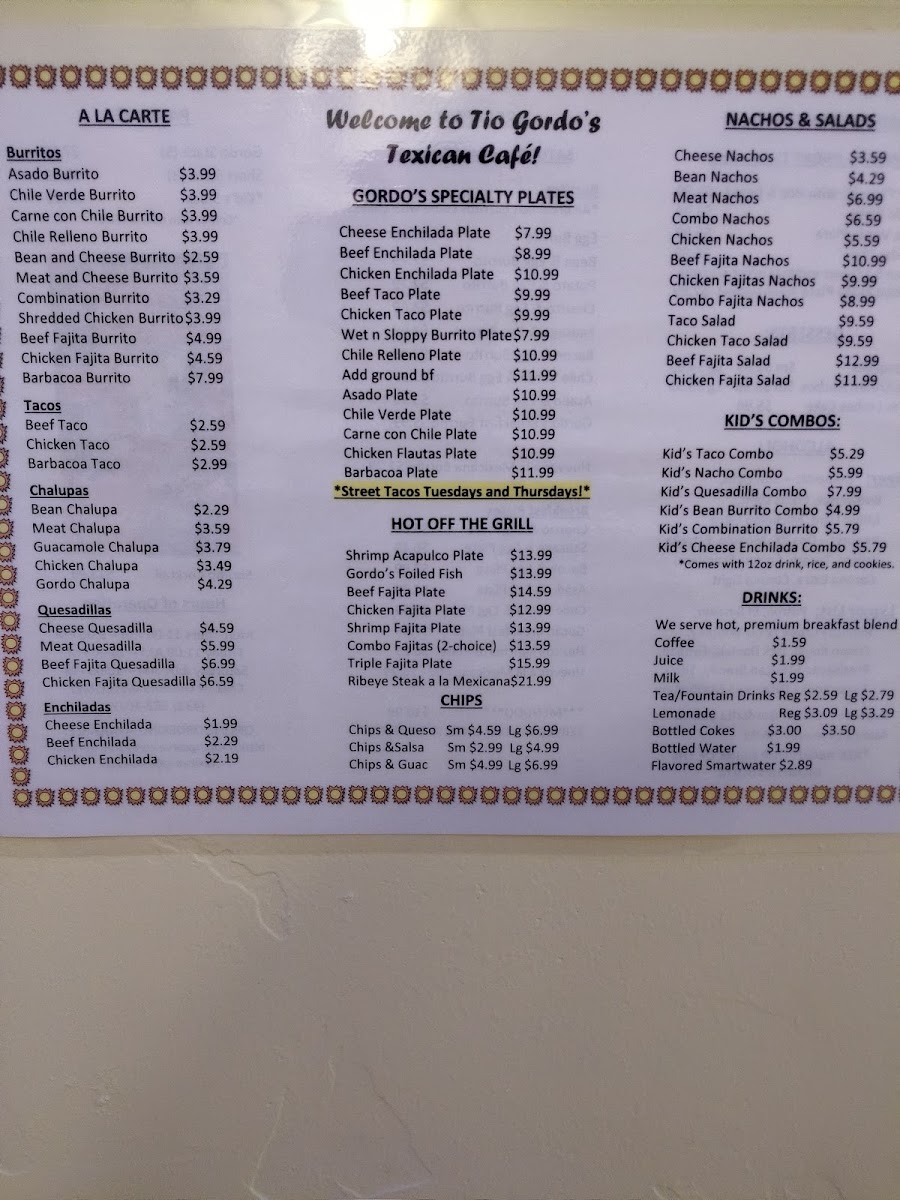 A LA CARTE
Burritos
Asado Burrito $3.99
Chile Verde Burrito $3.99
Carne con Chile Burrito $3.99
Chile Relleno Burrito $3.99
Bean and Cheese Burrito $2.59
Meat and Cheese Burrito $3.59
Combination Burrito $3.29
Shredded Chicken Burrito $3.99
Beef Fajita Burrito $4.99
Chicken Fajita Burrito $4.59
Barbacoa Burrito $7.99
Tacos
Beef Taco $2.59
Chicken Taco $2.59
Barbacoa Taco $2.99
Chalupas
Bean Chalupa $2.29
Meat Chalupa $3.59
Guacamole Chalupa $3.79
Chicken Chalupa $3.49
Gordo Chalupa $4.29
Quesadillas
Cheese Quesadilla $4.59
Meat Quesadilla $5.99
Beef Fajita Quesadilla $6.99
Chicken Fajita Quesadilla $6.59
Enchiladas
Cheese Enchilada $1.99
Beef Enchilada $2.29
Chicken Enchilada $2.19
Welcome to Tio Gordo's
Texican Café!
GORDO'S SPECIALTY PLATES
Cheese Enchilada Plate $7.99
Beef Enchilada Plate $8.99
Chicken Enchilada Plate $10.99
Beef Taco Plate $9.99
Chicken Taco Plate $9.99
Wet n Sloppy Burrito Plate $7.99
Chile Relleno Plate $10.99
Add ground bf $11.99
Asado Plate $10.99
Chile Verde Plate $10.99
Carne con Chile Plate $10.99
Chicken Flautas Plate $10.99
Barbacoa Plate $11.99
*Street Tacos Tuesdays and Thursdays!*
HOT OFF THE GRILL
Shrimp Acapulco Plate $13.99
Gordo's Foiled Fish $13.99
Beef Fajita Plate $14.59
Chicken Fajita Plate $12.99
Shrimp Fajita Plate $13.99
Combo Fajitas (2-choice) $13.59
Triple Fajita Plate $15.99
Ribeye Steak a la Mexicana $21.99
CHIPS
Chips & Queso Sm $4.59 Lg $6.99
Chips &Salsa Sm $2.99 Lg $4.99
Chips & Guac Sm $4.99 Lg $6.99
NACHOS & SALADS
Cheese Nachos $3.59
Bean Nachos $4.29
Meat Nachos $6.99
Combo Nachos $6.59
Chicken Nachos $5.59
Beef Fajita Nachos $10.99
Chicken Fajitas Nachos $9.99
Combo Fajita Nachos $8.99
Taco Salad $9.59
Chicken Taco Salad $9.59
Beef Fajita Salad $12.99
Chicken Fajita Salad $11.99
KID'S COMBOS:
Kid's Taco Combo $5.29
Kid's Nacho Combo $5.99
Kid's Quesadilla Combo $7.99
Kid's Bean Burrito Combo $4.99
Kid's Combination Burrito $5.79
Kid's Cheese Enchilada Combo $5.79
*Comes with 12oz drink, rice, and cookies.
DRINKS:
We serve hot, premium breakfast blend
Coffee $1.59
Juice $1.99
Milk $1.99
Tea/Fountain Drinks Reg $2.59 Lg $2.79
Lemonade Reg $3.09 Lg $3.29
Bottled Cokes $3.00 $3.50
Bottled Water $1.99
Flavored Smartwater $2.89